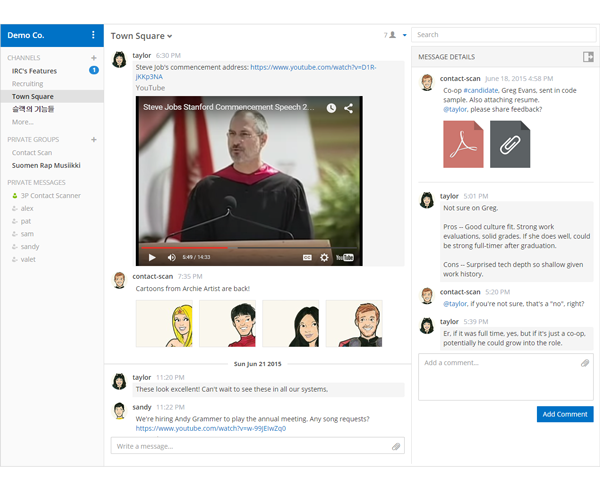 Demo Co.
CHANNELS
IRC's Features
1
Recruiting
Town Square
More...
PRIVATE GROUPS
Contact Scan
Suomen Rap Musiikki
PRIVATE MESSAGES
3P Contact Scanner
alex
pat
sam
sandy
valet
Town Square
7
taylor 6:30 PM
Steve Job's commencement address: https://www.youtube.com/watch?v=D1R-
jKKp3NA
YouTube
Steve Jobs Stanford Commencement Speech 2...
5:49 / 14:33
CC
YouTube
contact-scan 7:35 PM
Cartoons from Archie Artist are back!
Sun Jun 21 2015
taylor 11:20 PM
These look excellent! Can't wait to see these in all our systems.
sandy 11:22 PM
We're hiring Andy Grammer to play the annual meeting. Any song requests?
https://www.youtube.com/watch?v=w-99jEiwZq0
Write a message...
Search
MESSAGE DETAILS
contact-scan June 18, 2015 4:58 PM
Co-op #candidate, Greg Evans, sent in code
sample. Also attaching resume.
@taylor, please share feedback?
taylor 5:01 PM
Not sure on Greg.
Pros -- Good culture fit. Strong work
evaluations, solid grades. If she does well, could
be strong full-timer after graduation.
Cons -- Surprised tech depth so shallow given
work history.
contact-scan 5:20 PM
@taylor, if you're not sure, that's a "no", right?
taylor 5:39 PM
Er, if it was full time, yes, but if it's just a co-op,
potentially he could grow into the role.
Add a comment...
Add Comment